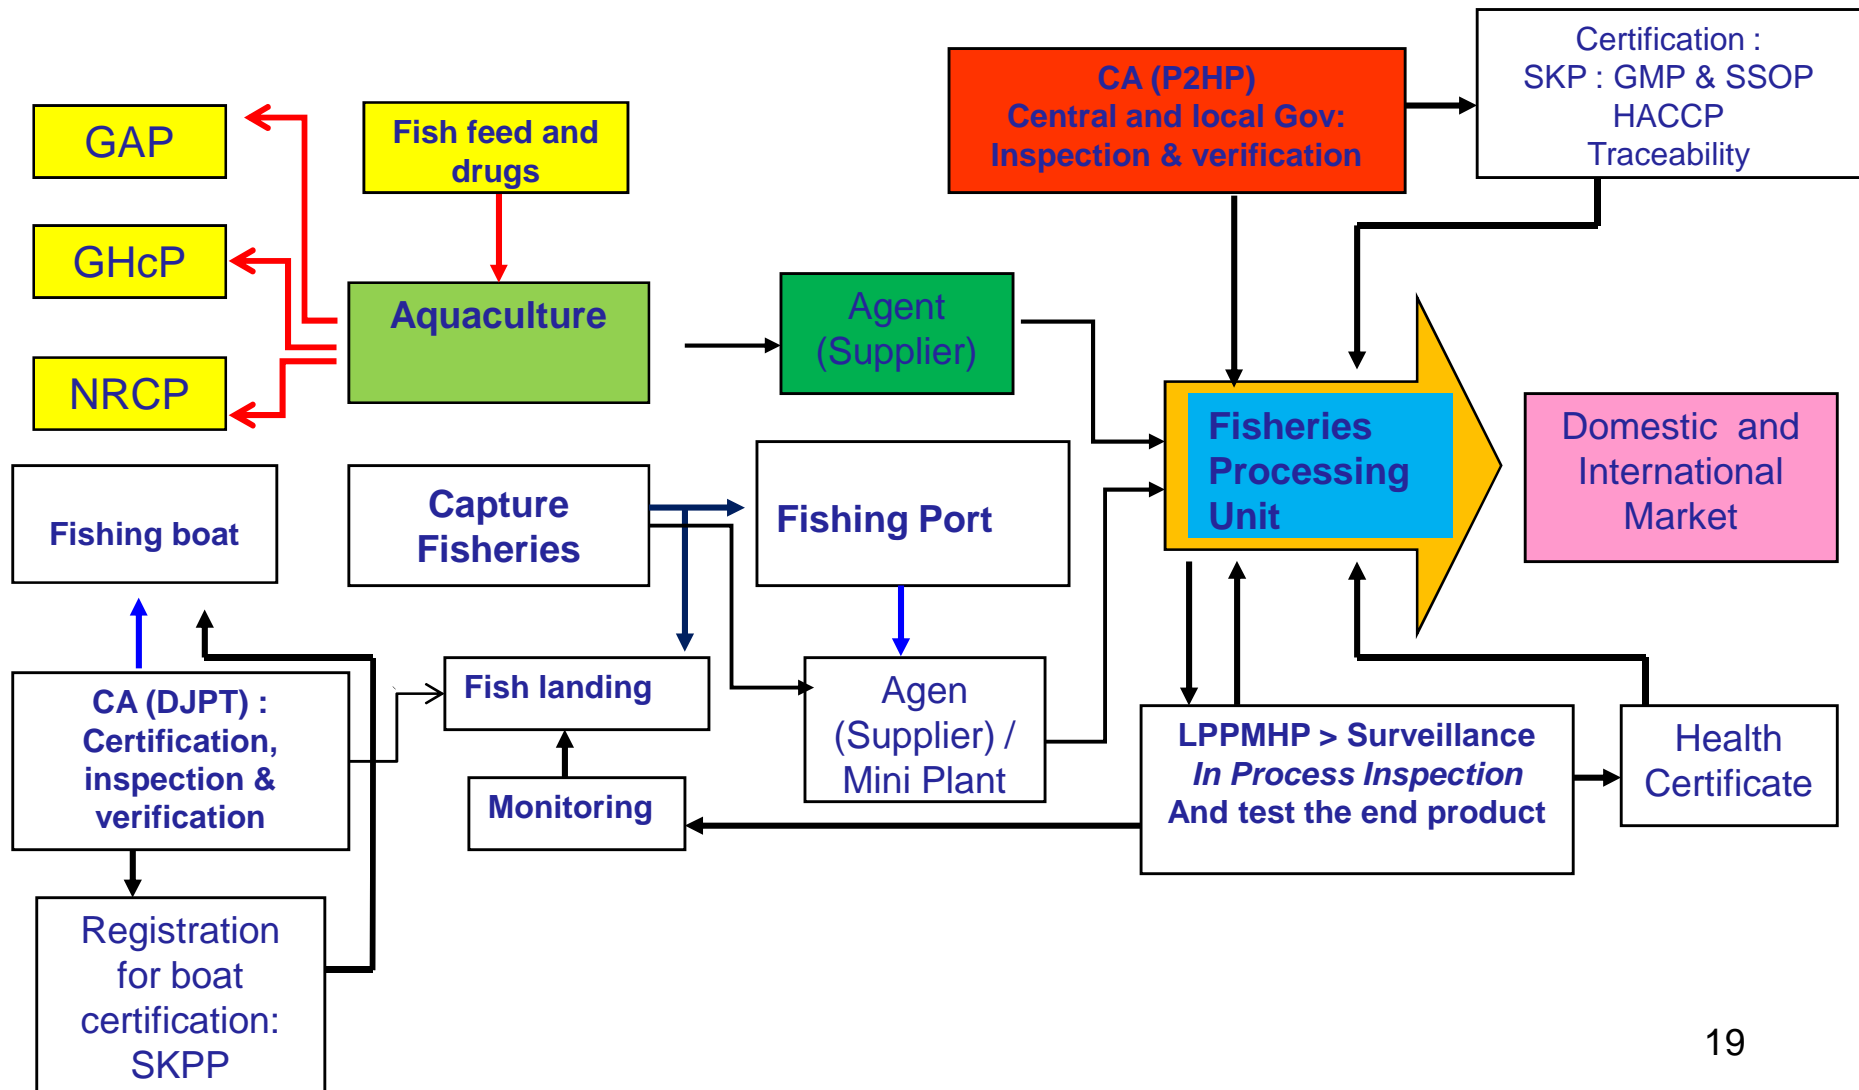 Certification :
SKP : GMP & SSOP
HACCP
Traceability
CA (P2HP)
Central and local Gov:
Inspection & verification
GAP
Fish feed and
drugs
GHcP
Aquaculture
Agent
(Supplier)
NRCP
Fisheries
Processing
Unit
Domestic and
International
Market
Fishing boat
Capture
Fisheries
Fishing Port
CA (DJPT) :
Certification,
inspection &
verification
Fish landing
Agen
(Supplier) /
Mini Plant
Monitoring
LPPMHP > Surveillance
In Process Inspection
And test the end product
Health
Certificate
Registration
for boat
certification:
SKPP
19